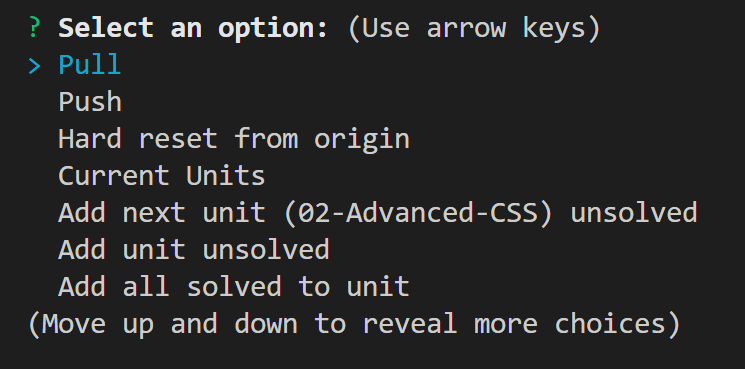 ? Select an option: (Use arrow keys)
> Pull
Push
Hard reset from origin
Current Units
Add next unit (02-Advanced-CSS) unsolved
Add unit unsolved
Add all solved to unit
(Move up and down to reveal more choices)